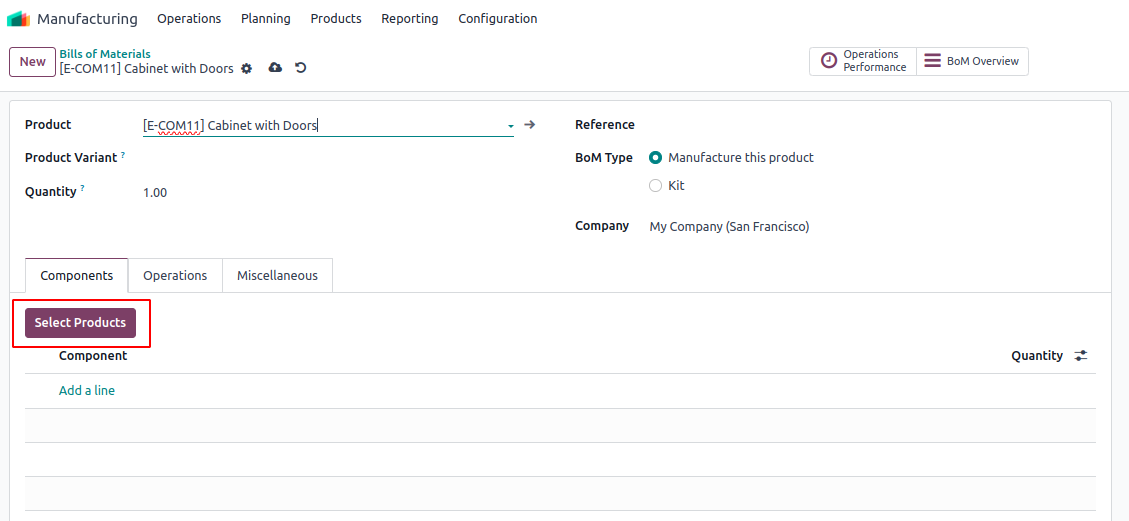 Manufacturing Operations Planning Products Reporting Configuration
New
Bills of Materials
[E-COM11] Cabinet with Doors
Operations
Performance
BoM Overview
Product [E-COM11] Cabinet with Doors
Product Variant ?
Quantity ? 1.00
Reference
BoM Type Manufacture this product
Kit
Company My Company (San Francisco)
Components Operations Miscellaneous
Select Products
Component Quantity
Add a line